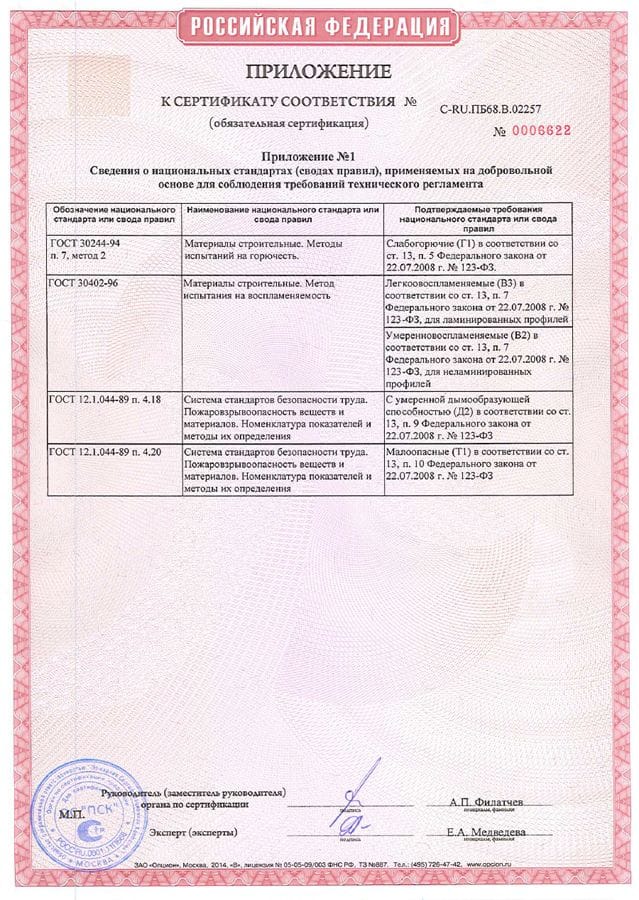 РОССИЙСКАЯ ФЕДЕРАЦИЯ
ПРИЛОЖЕНИЕ
К СЕРТИФИКАТУ СООТВЕТСТВИЯ № C-RU.ПБ68.В.02257
(обязательная сертификация)
№ 0006622
Приложение №1
Сведения о национальных стандартах (сводах правил), применяемых на добровольной
основе для соблюдения требований технического регламента
Обозначение национального
стандарта или свода правил
Наименование национального стандарта или
свода правил
Подтверждаемые требования
национального стандарта или свода
правил
ГОСТ 30244-94
п. 7, метод 2
Материалы строительные. Методы
испытаний на горючесть.
Слабогорючие (Г1) в соответствии со
ст. 13, п. 5 Федерального закона от
22.07.2008 г. № 123-ФЗ.
ГОСТ 30402-96
Материалы строительные. Метод
испытания на воспламеняемость
Легкоовоспламеняемые (В3) в
соответствии со ст. 13, п. 7
Федерального закона от 22.07.2008 г. №
123-ФЗ, для ламинированных профилей
Умеренновоспламеняемые (В2) в
соответствии со ст. 13, п. 7
Федерального закона от 22.07.2008 г. №
123-ФЗ, для неламинированных
профилей
ГОСТ 12.1.044-89 п. 4.18
Система стандартов безопасности труда.
Пожаровзрывоопасность веществ и
материалов. Номенклатура показателей и
методы их определения
С умеренной дымообразующей
способностью (Д2) в соответствии со ст.
13, п. 9 Федерального закона от
22.07.2008 г. № 123-ФЗ
ГОСТ 12.1.044-89 п. 4.20
Система стандартов безопасности труда.
Пожаровзрывоопасность веществ и
материалов. Номенклатура показателей и
методы их определения
Малоопасные (Т1) в соответствии со ст.
13, п. 10 Федерального закона от
22.07.2008 г. № 123-ФЗ
Руководитель (заместитель руководителя)
органа по сертификации
подпись
А.П. Филатчев
инициалы, фамилия
М.П.
"ПСК"
МОСКВА
Эксперт (эксперты)
подпись
Е.А. Медведева
инициалы, фамилия
ЗАО «Опцион», Москва, 2014, «В», лицензия № 05-05-09/003 ФНС РФ, ТЗ №887. Тел.: (495) 726-47-42, www.opcion.ru